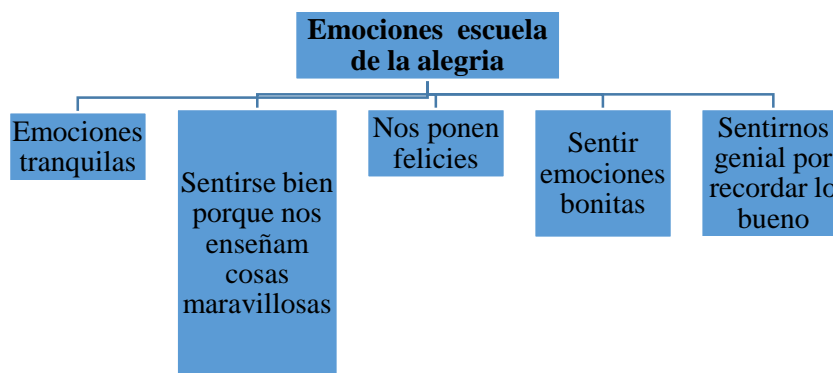 Emociones escuela
de la alegria
Emociones
tranquilas
Sentirse bien
porque nos
enseñam
cosas
maravillosas
Nos ponen
felicies
Sentir
emociones
bonitas
Sentirnos
genial por
recordar lo
bueno